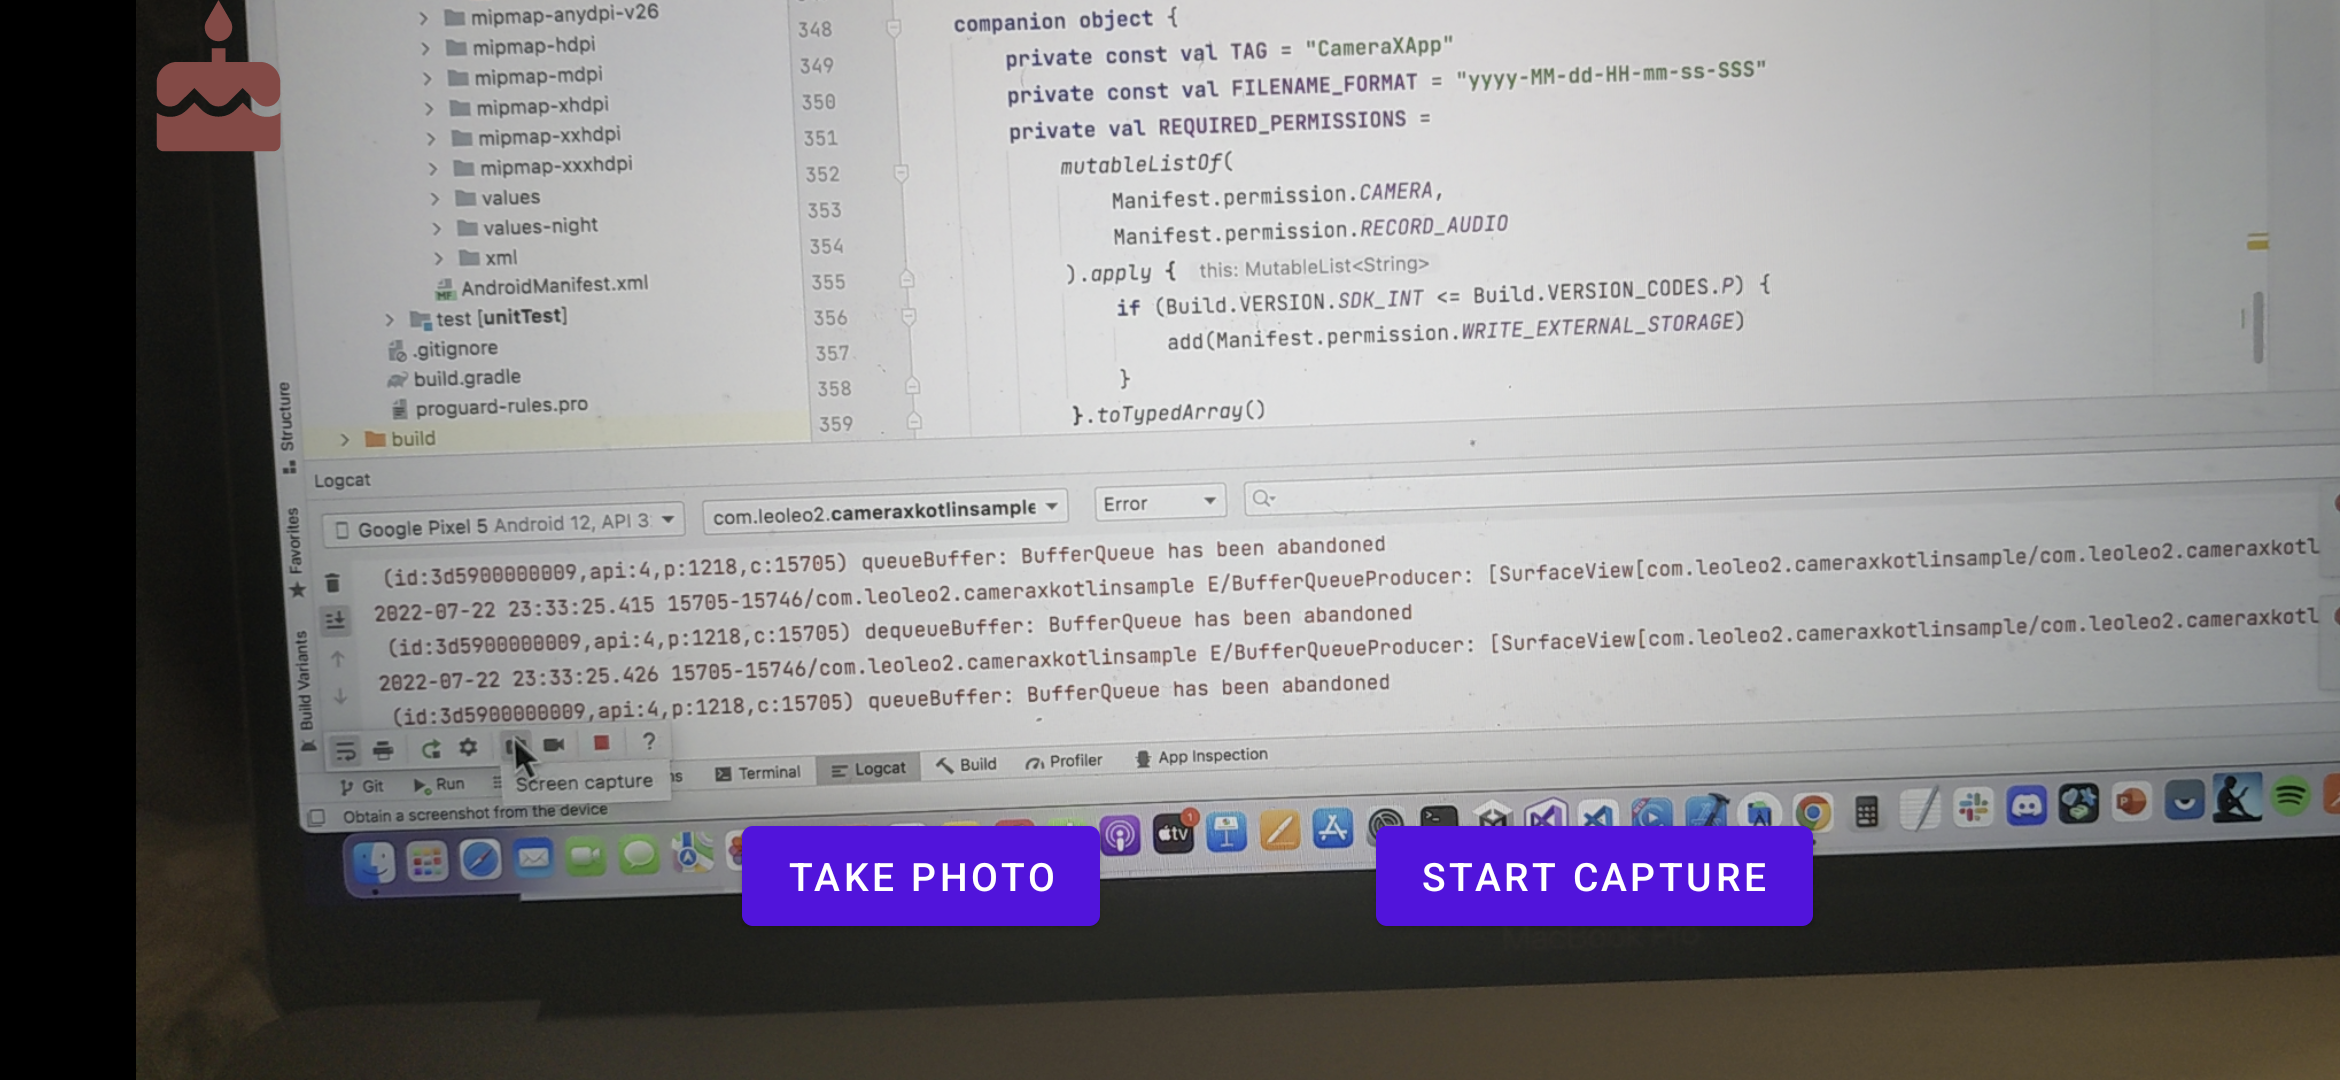 mipmap-anydpi-v26
mipmap-hdpi
mipmap-mdpi
mipmap-xhdpi
mipmap-xxhdpi
mipmap-xxxhdpi
values
values-night
xml
AndroidManifest.xml
test [unitTest]
.gitignore
build.gradle
proguard-rules.pro
build
348 companion object {
349 private const val TAG = "CameraXApp"
350 private const val FILENAME_FORMAT = "yyyy-MM-dd-HH-mm-ss-SSS"
351 private val REQUIRED_PERMISSIONS =
352 mutableListOf(
353 Manifest.permission.CAMERA,
354 Manifest.permission.RECORD_AUDIO
355 ).apply { this: MutableList<String>
356 if (Build.VERSION.SDK_INT <= Build.VERSION_CODES.P) {
357 add(Manifest.permission.WRITE_EXTERNAL_STORAGE)
358 }
359 }.toTypedArray()
Structure
Favorites
Build Variants
Logcat
Google Pixel 5 Android 12, API 3 com.leoleo2.cameraxkotlinsample Error
(id:3d5900000009,api:4,p:1218,c:15705) queueBuffer: BufferQueue has been abandoned
2022-07-22 23:33:25.415 15705-15746/com.leoleo2.cameraxkotlinsample E/BufferQueueProducer: [SurfaceView[com.leoleo2.cameraxkotlinsample/com.leoleo2.cameraxkotl
(id:3d5900000009,api:4,p:1218,c:15705) dequeueBuffer: BufferQueue has been abandoned
2022-07-22 23:33:25.426 15705-15746/com.leoleo2.cameraxkotlinsample E/BufferQueueProducer: [SurfaceView[com.leoleo2.cameraxkotlinsample/com.leoleo2.cameraxkotl
(id:3d5900000009,api:4,p:1218,c:15705) queueBuffer: BufferQueue has been abandoned
?
Git Run Terminal Logcat Build Profiler App Inspection
Screen capture
Obtain a screenshot from the device
tv 1
TAKE PHOTO
START CAPTURE
MacBook Pro